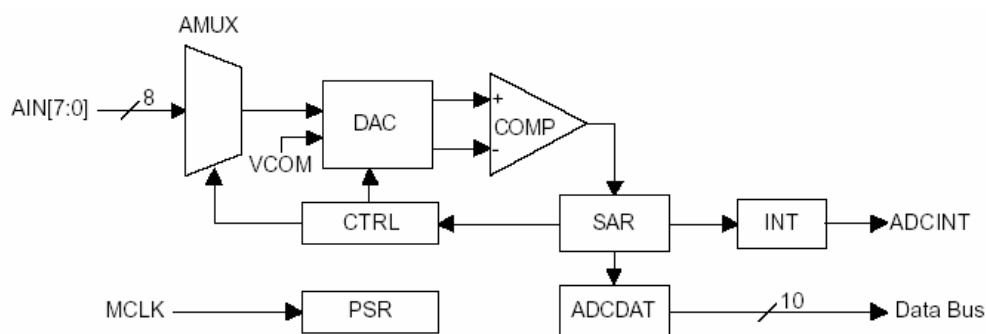 AMUX
AIN[7:0]
8
DAC
VCOM
+
COMP
-
CTRL
SAR
INT
ADCINT
MCLK
PSR
ADCDAT
10
Data Bus